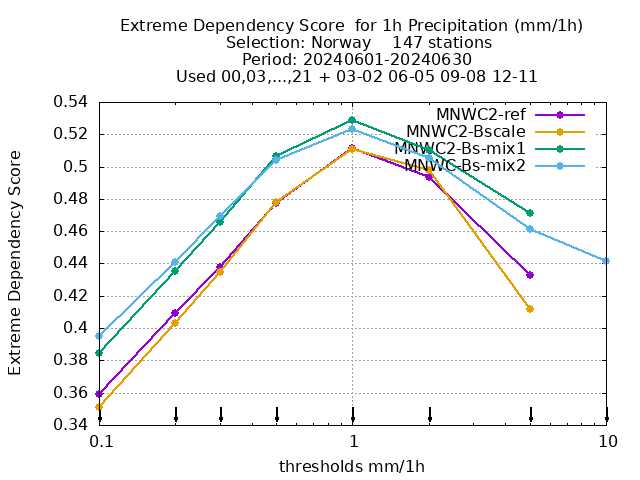 Extreme Dependency Score  for 1h Precipitation (mm/1h)
Selection: Norway    147 stations
Period: 20240601-20240630
Used 00,03,...,21 + 03-02 06-05 09-08 12-11
MNWC2-ref
MNWC2-Bscale
MNWC2-Bs-mix1
MNWC-Bs-mix2
Extreme Dependency Score
0.54
0.52
0.5
0.48
0.46
0.44
0.42
0.4
0.38
0.36
0.34
0.1 1 10
thresholds mm/1h